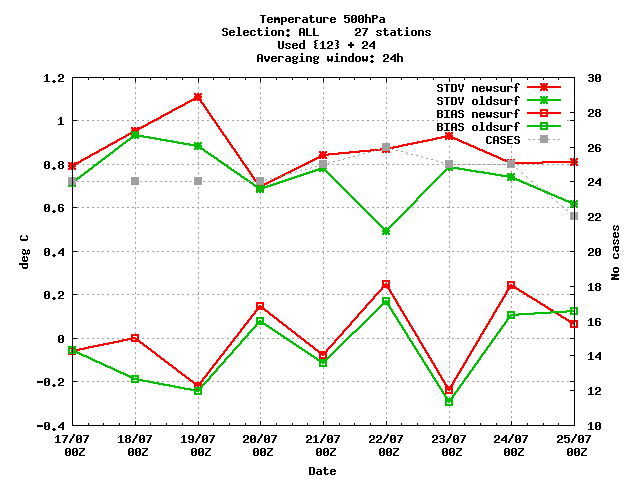 Temperature 500hPa
Selection: ALL     27 stations
Used {12} + 24
Averaging window: 24h
STDV newsurf
STDV oldsurf
BIAS newsurf
BIAS oldsurf
CASES
1.2
1
0.8
0.6
0.4
0.2
0
-0.2
-0.4
deg C
30
28
26
24
22
20
18
16
14
12
10
No cases
17/07 18/07 19/07 20/07 21/07 22/07 23/07 24/07 25/07
00Z 00Z 00Z 00Z 00Z 00Z 00Z 00Z 00Z
Date